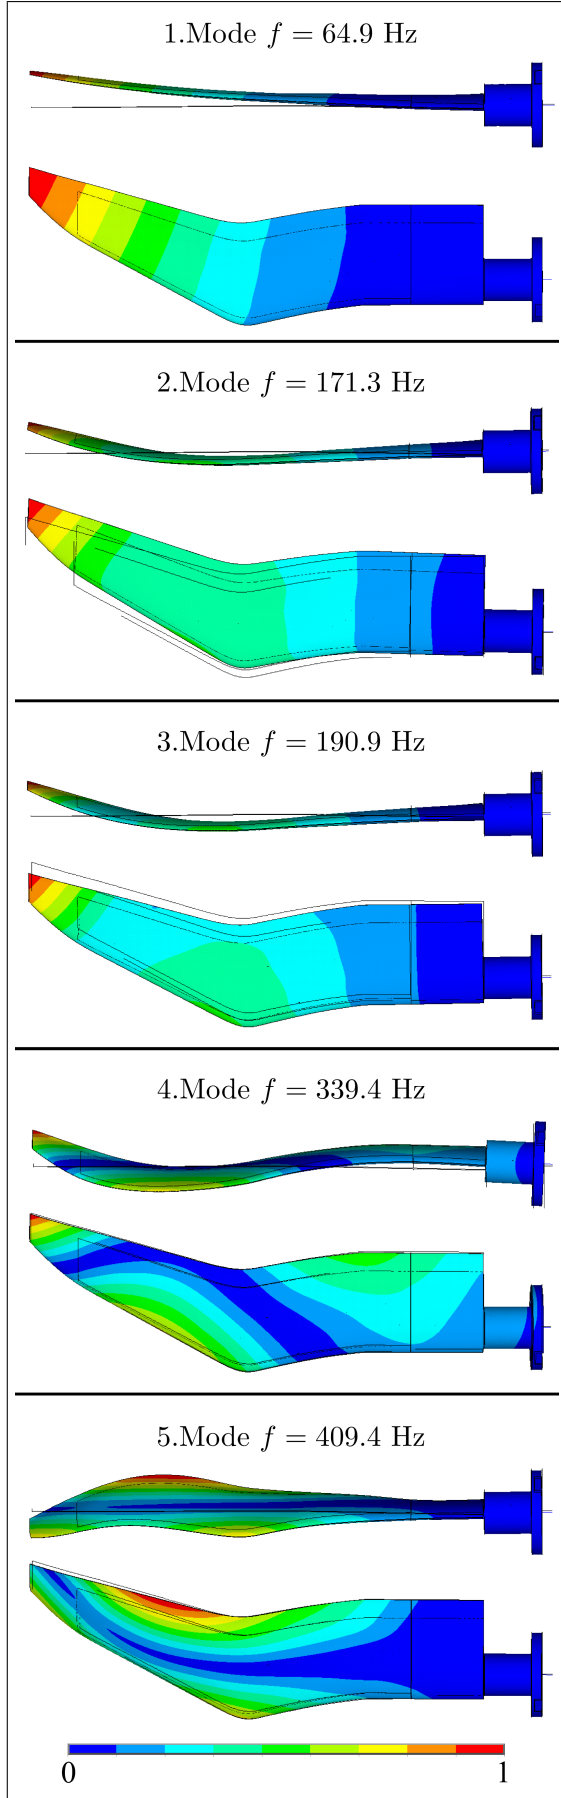 1.Mode f = 64.9 Hz
2.Mode f = 171.3 Hz
3.Mode f = 190.9 Hz
4.Mode f = 339.4 Hz
5.Mode f = 409.4 Hz
0 1